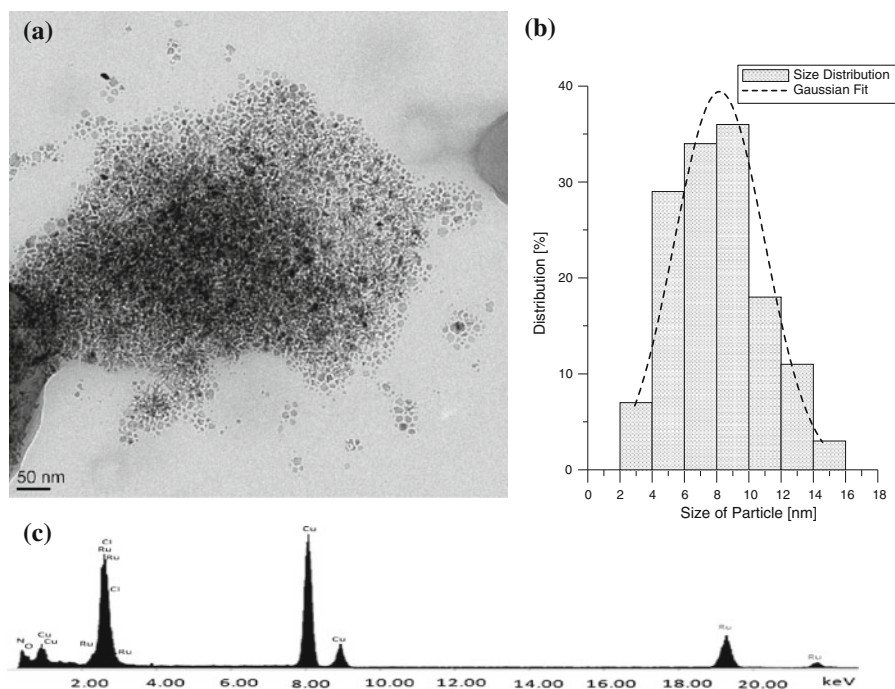 (a)
50 nm
(b)
Size Distribution
Gaussian Fit
40
30
20
10
0
Distribution [%]
0 2 4 6 8 10 12 14 16 18
Size of Particle [nm]
(c)
Cl
Ru
Ru
Cl
N
O
Cu
Cu
Ru
Ru
Cu
Cu
Ru
Ru
2.00 4.00 6.00 8.00 10.00 12.00 14.00 16.00 18.00 20.00 keV